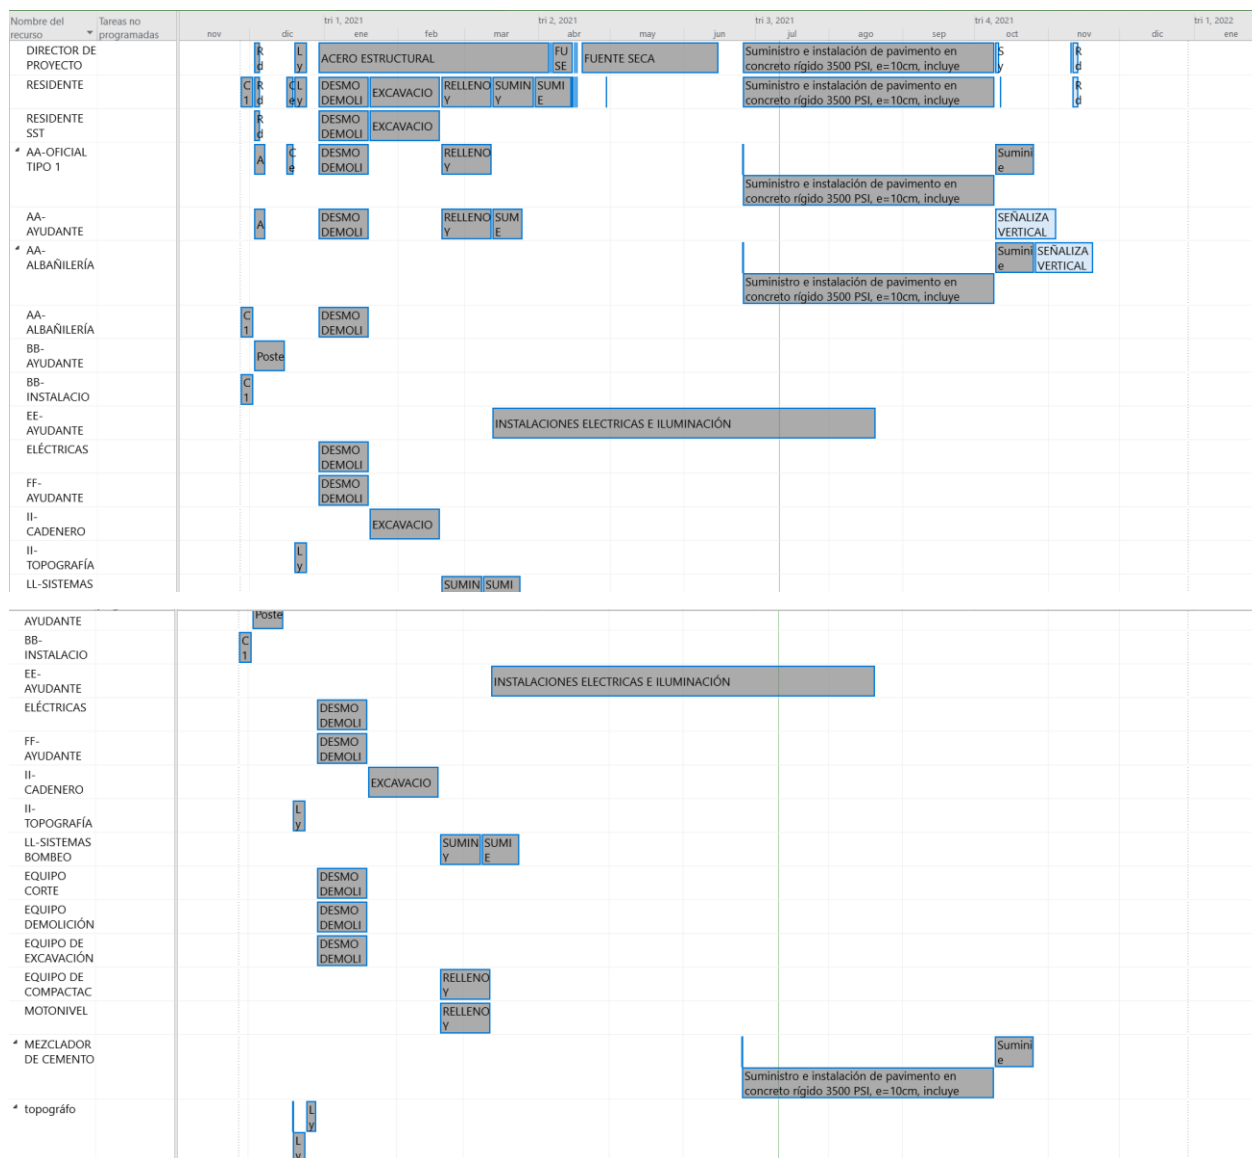 Nombre del recurso
Tareas no programadas
tri 1, 2021
tri 2, 2021
tri 3, 2021
tri 4, 2021
tri 1, 2022
nov
dic
ene
feb
mar
abr
may
jun
jul
ago
sep
oct
nov
dic
ene
DIRECTOR DE
PROYECTO
R
d
L
y
ACERO ESTRUCTURAL
FU
SE
FUENTE SECA
Suministro e instalación de pavimento en
concreto rígido 3500 PSI, e=10cm, incluye
S
y
R
d
RESIDENTE
C
1
R
d
C
e
L
y
DESMO
DEMOLI
EXCAVACIO
RELLENO
Y
SUMIN
Y
SUMI
E
Suministro e instalación de pavimento en
concreto rígido 3500 PSI, e=10cm, incluye
R
d
RESIDENTE
SST
R
d
DESMO
DEMOLI
EXCAVACIO
AA-OFICIAL
TIPO 1
A
C
e
DESMO
DEMOLI
RELLENO
Y
Sumini
e
Suministro e instalación de pavimento en
concreto rígido 3500 PSI, e=10cm, incluye
AA-
AYUDANTE
A
DESMO
DEMOLI
RELLENO
Y
SUM
E
SEÑALIZA
VERTICAL
AA-
ALBAÑILERÍA
Sumini
e
SEÑALIZA
VERTICAL
Suministro e instalación de pavimento en
concreto rígido 3500 PSI, e=10cm, incluye
AA-
ALBAÑILERÍA
C
1
DESMO
DEMOLI
BB-
AYUDANTE
Poste
BB-
INSTALACIO
C
1
EE-
AYUDANTE
INSTALACIONES ELECTRICAS E ILUMINACIÓN
ELÉCTRICAS
DESMO
DEMOLI
FF-
AYUDANTE
DESMO
DEMOLI
II-
CADENERO
EXCAVACIO
II-
TOPOGRAFÍA
L
y
LL-SISTEMAS
SUMIN
SUMI
AYUDANTE
Poste
BB-
INSTALACIO
C
1
EE-
AYUDANTE
INSTALACIONES ELECTRICAS E ILUMINACIÓN
ELÉCTRICAS
DESMO
DEMOLI
FF-
AYUDANTE
DESMO
DEMOLI
II-
CADENERO
EXCAVACIO
II-
TOPOGRAFÍA
L
y
LL-SISTEMAS
BOMBEO
SUMIN
Y
SUMI
E
EQUIPO
CORTE
DESMO
DEMOLI
EQUIPO
DEMOLICIÓN
DESMO
DEMOLI
EQUIPO DE
EXCAVACIÓN
DESMO
DEMOLI
EQUIPO DE
COMPACTAC
RELLENO
Y
MOTONIVEL
RELLENO
Y
MEZCLADOR
DE CEMENTO
Sumini
e
Suministro e instalación de pavimento en
concreto rígido 3500 PSI, e=10cm, incluye
topográfo
L
y
L
y